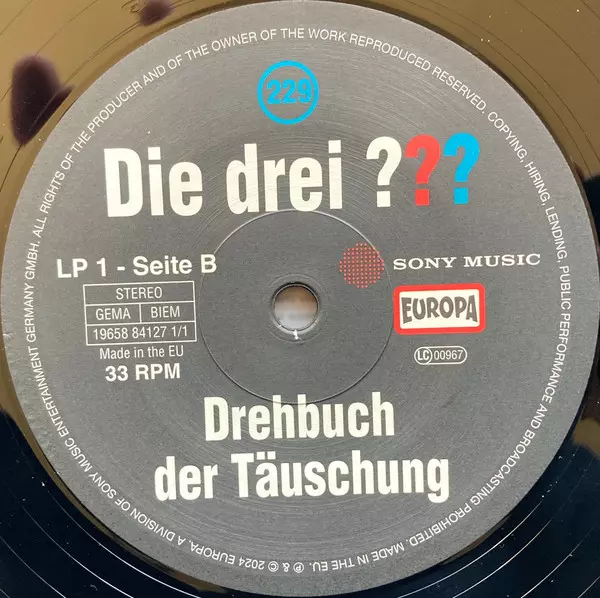 229
Die drei ???
LP 1 - Seite B
STEREO
GEMA BIEM
19658 84127 1/1
Made in the EU
33 RPM
SONY MUSIC
EUROPA
LC 00967
Drehbuch
der Täuschung
ALL RIGHTS OF THE PRODUCER AND OF THE OWNER OF THE WORK REPRODUCED RESERVED. COPYING, HIRING, LENDING, PUBLIC PERFORMANCE AND BROADCASTING PROHIBITED. MADE IN THE EU. ℗ & © 2024 EUROPA, A DIVISION OF SONY MUSIC ENTERTAINMENT GERMANY GMBH.